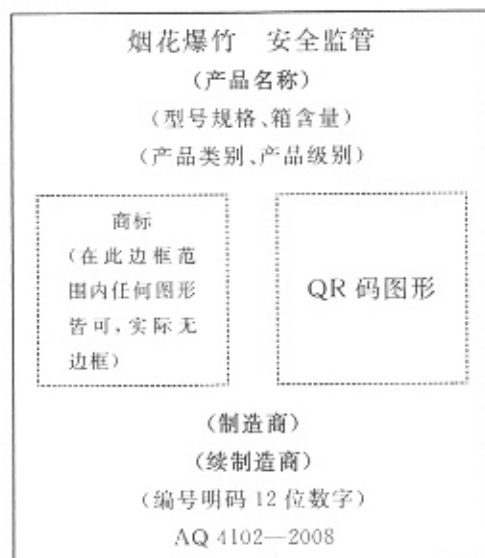 烟花爆竹 安全监管
(产品名称)
(型号规格、箱含量)
(产品类别、产品级别)
商标
(在此边框范
围内任何图形
皆可,实际无
边框)
QR 码图形
(制造商)
(续制造商)
(编号明码 12 位数字)
AQ 4102—2008